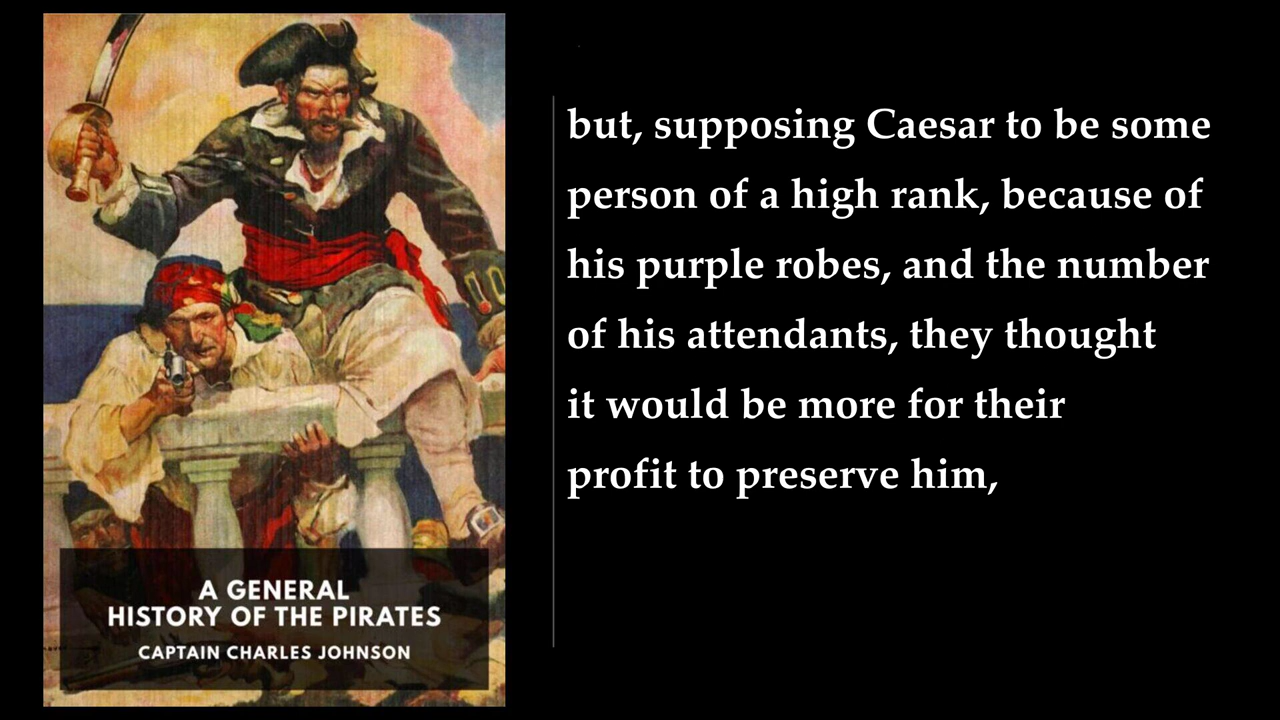 but, supposing Caesar to be some
person of a high rank, because of
his purple robes, and the number
of his attendants, they thought
it would be more for their
profit to preserve him,
A GENERAL
HISTORY OF THE PIRATES
CAPTAIN CHARLES JOHNSON